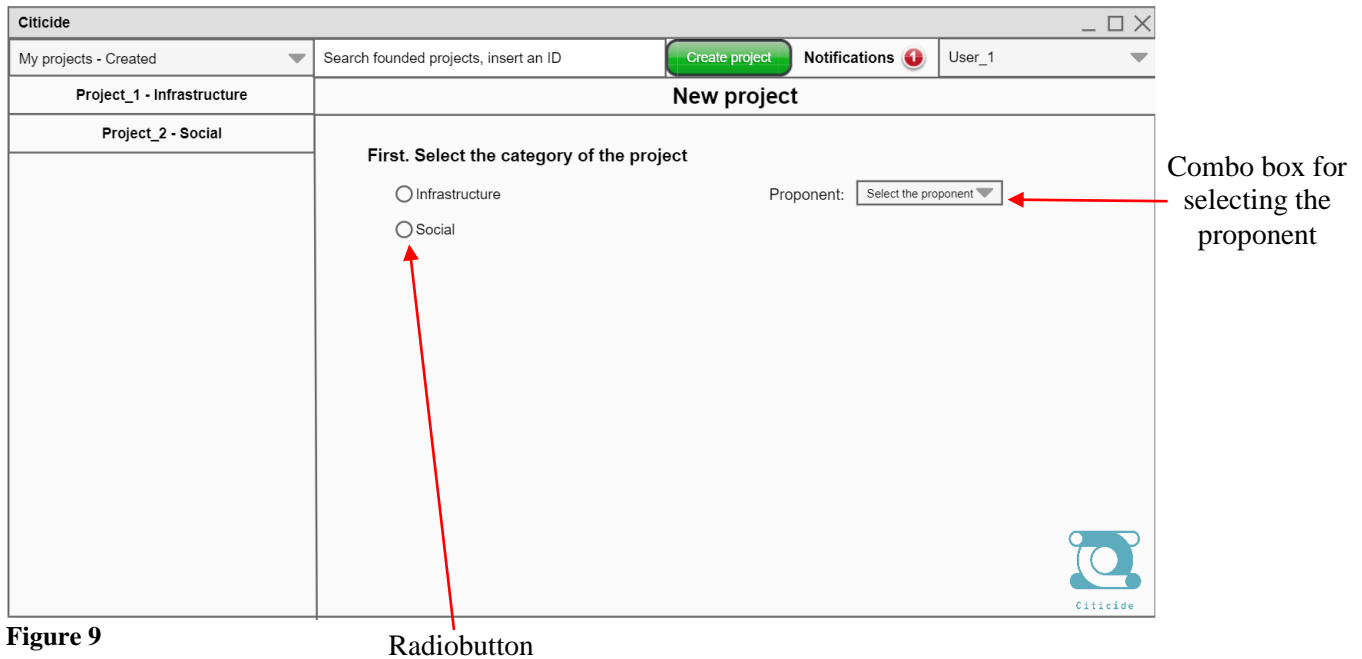 Citicide
My projects - Created
Search founded projects, insert an ID
Create project
Notifications 1
User_1
Project_1 - Infrastructure
New project
Project_2 - Social
First. Select the category of the project
Infrastructure
Proponent: Select the proponent
Social
Combo box for
selecting the
proponent
Citicide
Figure 9
Radiobutton